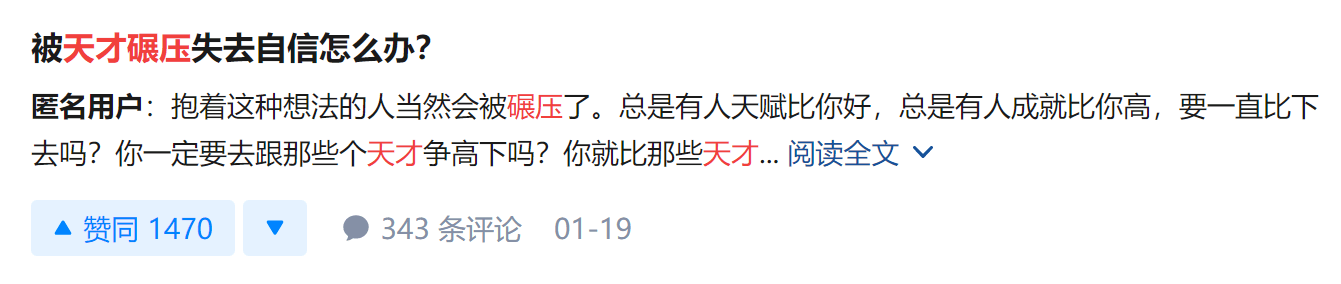 被天才碾压失去自信怎么办？
匿名用户：抱着这种想法的人当然会被碾压了。总是有人天赋比你好，总是有人成就比你高，要一直比下
去吗？你一定要去跟那些个天才争高下吗？你就比那些天才... 阅读全文
赞同 1470 343 条评论 01-19